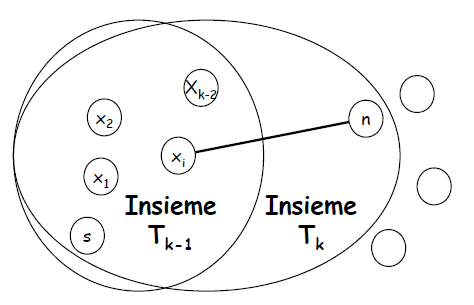 X_{k-2}
x_2
n
x_i
x_1
Insieme
T_{k-1}
Insieme
T_k
s